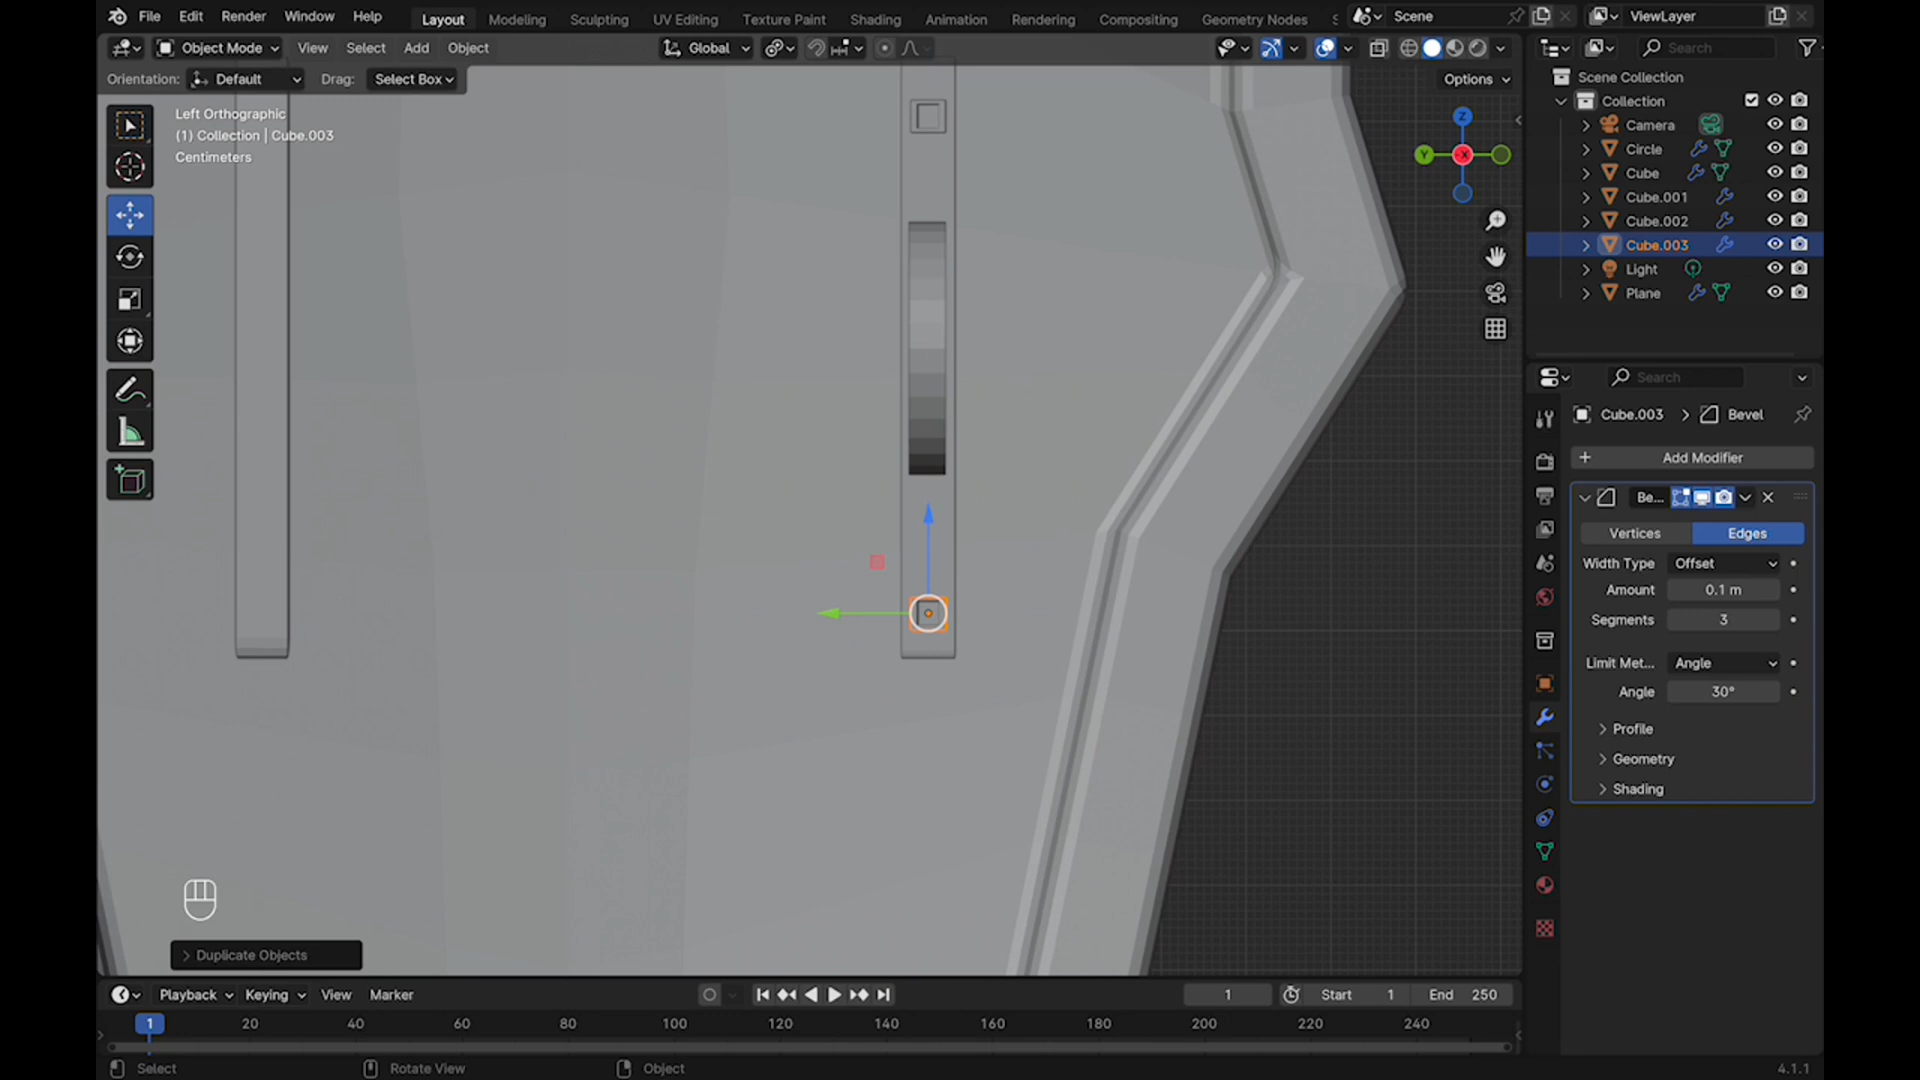 File Edit Render Window Help Layout Modeling Sculpting UV Editing Texture Paint Shading Animation Rendering Compositing Geometry Nodes S Scene ViewLayer
Object Mode View Select Add Object Global Search
Orientation: Default Drag: Select Box Options
Scene Collection
Collection
Camera
Circle
Cube
Cube.001
Cube.002
Cube.003
Light
Plane
Left Orthographic
(1) Collection | Cube.003
Centimeters
Z
Y
X
Search
Cube.003 > Bevel
+ Add Modifier
Be...
Vertices Edges
Width Type Offset
Amount 0.1 m
Segments 3
Limit Met... Angle
Angle 30°
Profile
Geometry
Shading
Duplicate Objects
Playback Keying View Marker 1 Start 1 End 250
1 20 40 60 80 100 120 140 160 180 200 220 240
Select Rotate View Object 4.1.1